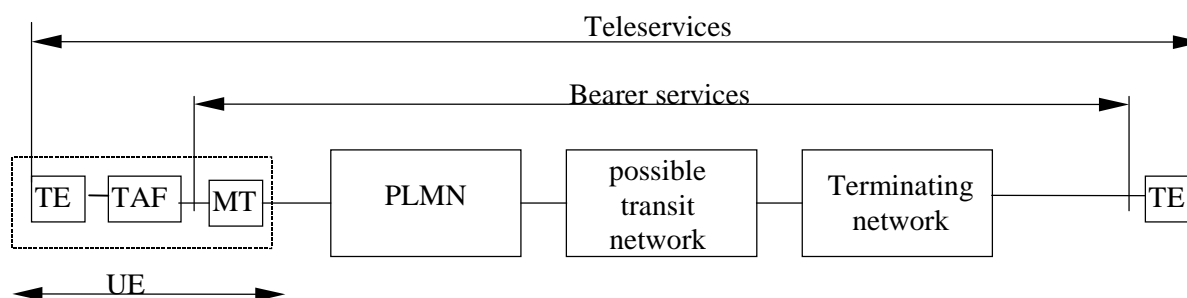 Teleservices
Bearer services
TE
TAF
MT
PLMN
possible
transit
network
Terminating
network
TE
UE